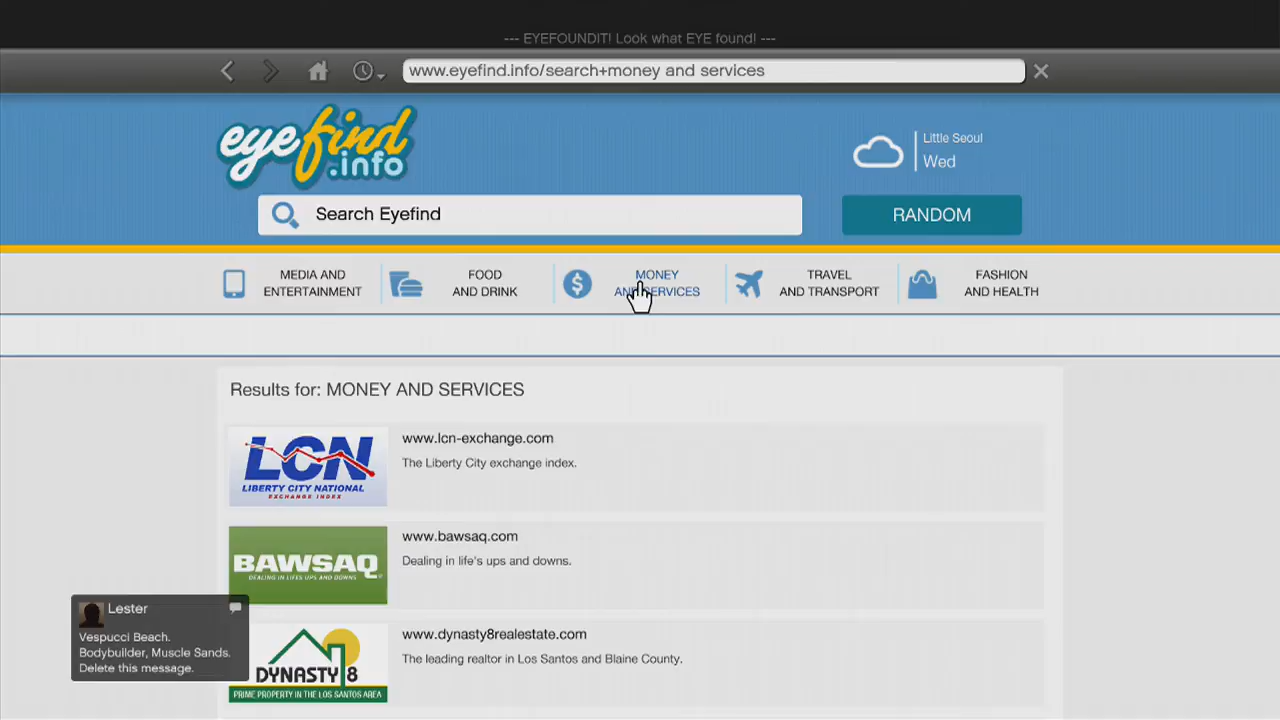 --- EYEFOUNDIT! Look what EYE found! ---
www.eyefind.info/search+money and services
eyefind
.info
Little Seoul
Wed
Search Eyefind
RANDOM
MEDIA AND
ENTERTAINMENT
FOOD
AND DRINK
MONEY
AND SERVICES
TRAVEL
AND TRANSPORT
FASHION
AND HEALTH
Results for: MONEY AND SERVICES
LCN
LIBERTY CITY NATIONAL
EXCHANGE INDEX
www.lcn-exchange.com
The Liberty City exchange index.
BAWSAQ
DEALING IN LIFE'S UPS AND DOWNS
www.bawsaq.com
Dealing in life's ups and downs.
DYNASTY 8
PRIME PROPERTY IN THE LOS SANTOS AREA
www.dynasty8realestate.com
The leading realtor in Los Santos and Blaine County.
Lester
Vespucci Beach.
Bodybuilder, Muscle Sands.
Delete this message.